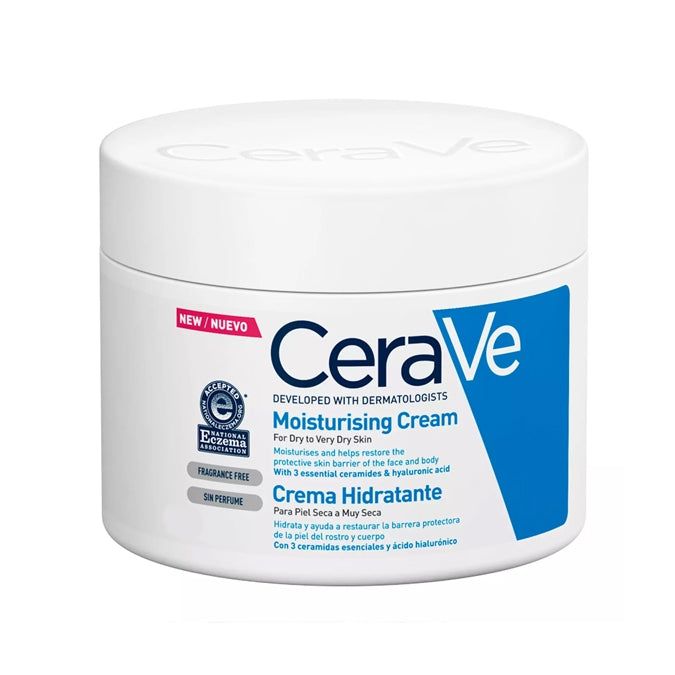 CeraVe
NEW / NUEVO
CeraVe
DEVELOPED WITH DERMATOLOGISTS
Moisturising Cream
For Dry to Very Dry Skin
Moisturises and helps restore the
protective skin barrier of the face and body
With 3 essential ceramides & hyaluronic acid
ACCEPTED
e
NATIONALECZEMA.ORG
NATIONAL
Eczema
ASSOCIATION
FRAGRANCE FREE
SIN PERFUME
Crema Hidratante
Para Piel Seca a Muy Seca
Hidrata y ayuda a restaurar la barrera protectora
de la piel del rostro y cuerpo
Con 3 ceramidas esenciales y ácido hialurónico